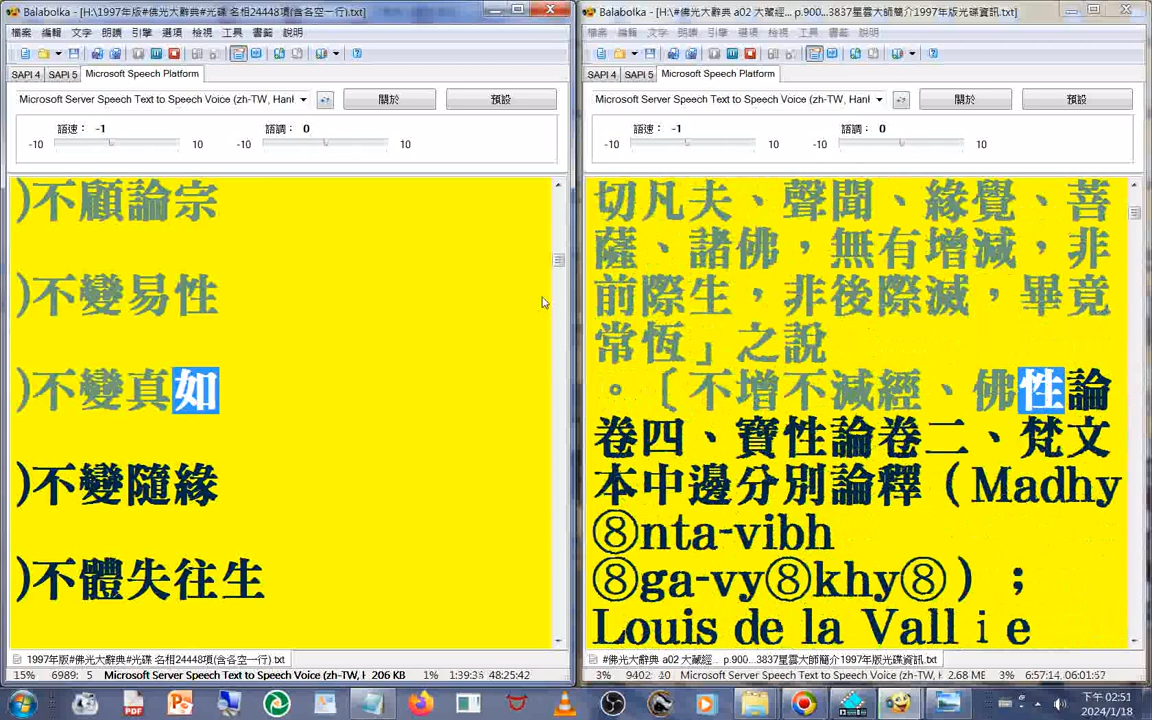 Balabolka - [H:\1997年版#佛光大辭典#光碟 名相24448項(含各空一行).txt]
檔案 編輯 文字 朗讀 引擎 選項 檢視 工具 書籤 說明
SAPI 4 SAPI 5 Microsoft Speech Platform
Microsoft Server Speech Text to Speech Voice (zh-TW, Hanl
關於 預設
語速： -1 語調： 0
-10 10 -10 10
)不顧論宗
)不變易性
)不變真如
)不變隨緣
)不體失往生
1997年版#佛光大辭典#光碟 名相24448項(含各空一行).txt
15% 6989: 5 Microsoft Server Speech Text to Speech Voice (zh-TW, H 206 KB 1% 1:39:36 48:25:42
Balabolka - [H:\#佛光大辭典 a02 大藏經... p.900...3837星雲大師簡介1997年版光碟資訊.txt]
檔案 編輯 文字 朗讀 引擎 選項 檢視 工具 書籤 說明
SAPI 4 SAPI 5 Microsoft Speech Platform
Microsoft Server Speech Text to Speech Voice (zh-TW, Hanl
關於 預設
語速： -1 語調： 0
-10 10 -10 10
切凡夫、聲聞、緣覺、菩
薩、諸佛，無有增減，非
前際生，非後際滅，畢竟
常恆」之說
。〔不增不減經、佛性論
卷四、寶性論卷二、梵文
本中邊分別論釋（Madhy
⑧nta-vibh
⑧ga-vy⑧khy⑧）；
Louis de la Vallｉe
#佛光大辭典 a02 大藏經... p.900...3837星雲大師簡介1997年版光碟資訊.txt
3% 9402: 10 Microsoft Server Speech Text to Speech Voice (zh-TW, H 2.68 MB 3% 6:57:14
下午 02:51
2024/1/18